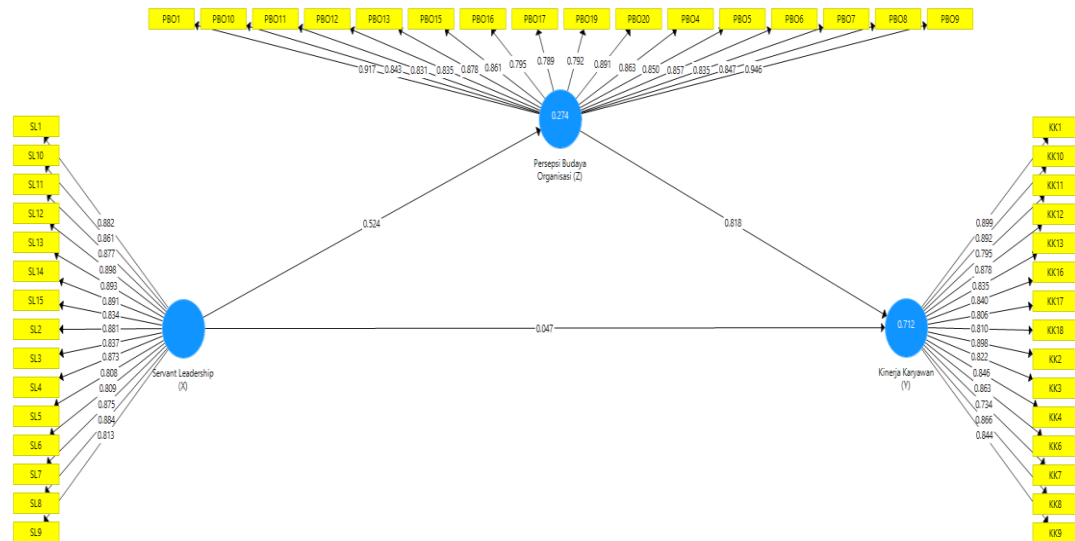 PBO1 PBO10 PBO11 PBO12 PBO13 PBO15 PBO16 PBO17 PBO19 PBO20 PBO4 PBO5 PBO6 PBO7 PBO8 PBO9
0.917 0.843 0.831 0.835 0.878 0.861 0.795 0.789 0.792 0.891 0.863 0.850 0.857 0.835 0.847 0.946
0.274
Persepsi Budaya
Organisasi (Z)
SL1
SL10
SL11
SL12
SL13
SL14
SL15
SL2
SL3
SL4
SL5
SL6
SL7
SL8
SL9
0.882
0.861
0.877
0.898
0.893
0.891
0.834
0.881
0.837
0.873
0.808
0.809
0.875
0.884
0.813
Servant Leadership
(X)
0.524
0.818
0.047
0.712
Kinerja Karyawan
(Y)
0.899
0.892
0.795
0.878
0.835
0.840
0.806
0.810
0.898
0.822
0.846
0.863
0.734
0.866
0.844
KK1
KK10
KK11
KK12
KK13
KK16
KK17
KK18
KK2
KK3
KK4
KK6
KK7
KK8
KK9